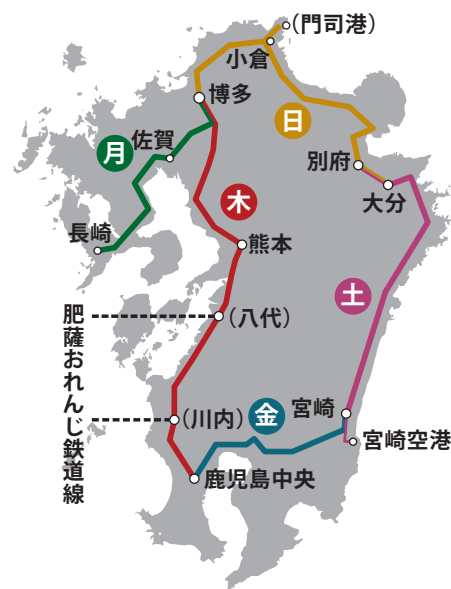 (門司港)
小倉
博多
日
佐賀
月
別府
大分
木
長崎
熊本
土
肥薩おれんじ鉄道線
(八代)
(川内)
金
宮崎
宮崎空港
鹿児島中央